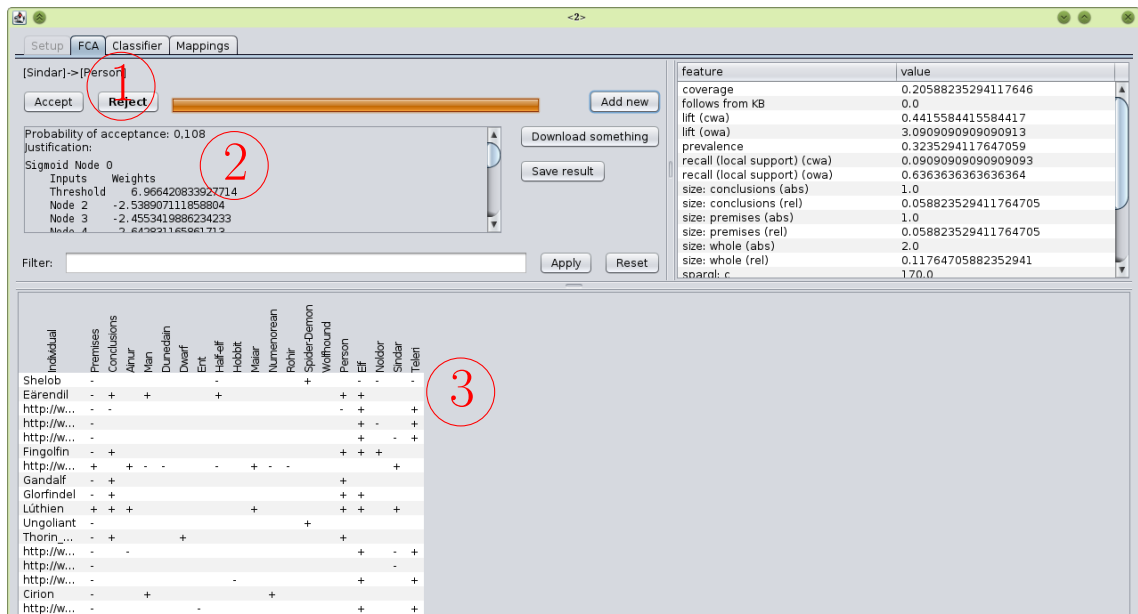 <2>
Setup FCA Classifier Mappings
[Sindar]->[Person]
1
Accept Reject Add new
Probability of acceptance: 0,108
Justification:
Sigmoid Node 0
Inputs Weights
Threshold 6.966420833927714
Node 2 -2.538907111858804
Node 3 -2.4553419886234233
Node 4 -2.642831165861713
2
Download something
Save result
Filter: Apply Reset
feature value
coverage 0.20588235294117646
follows from KB 0.0
lift (cwa) 0.4415584415584417
lift (owa) 3.0909090909090913
prevalence 0.3235294117647059
recall (local support) (cwa) 0.09090909090909093
recall (local support) (owa) 0.6363636363636364
size: conclusions (abs) 1.0
size: conclusions (rel) 0.058823529411764705
size: premises (abs) 1.0
size: premises (rel) 0.058823529411764705
size: whole (abs) 2.0
size: whole (rel) 0.11764705882352941
sparql: c 170.0
Individual Premises Conclusions Ainur Man Dunedain Dwarf Ent Half-elf Hobbit Maiar Numenorean Rohir Spider-Demon Wolfhound Person Elf Noldor Sindar Teleri
Shelob - - + - - -
Eärendil - + + + + +
http://w... - - - + +
http://w... - + - +
http://w... - + - +
Fingolfin - + + + +
http://w... + + - - - + - - +
Gandalf - + +
Glorfindel - + + +
Lúthien + + + + + + +
Ungoliant - +
Thorin_... - + + +
http://w... - - + - +
http://w... - -
http://w... - - + +
Cirion - + +
http://w... - - + +
3